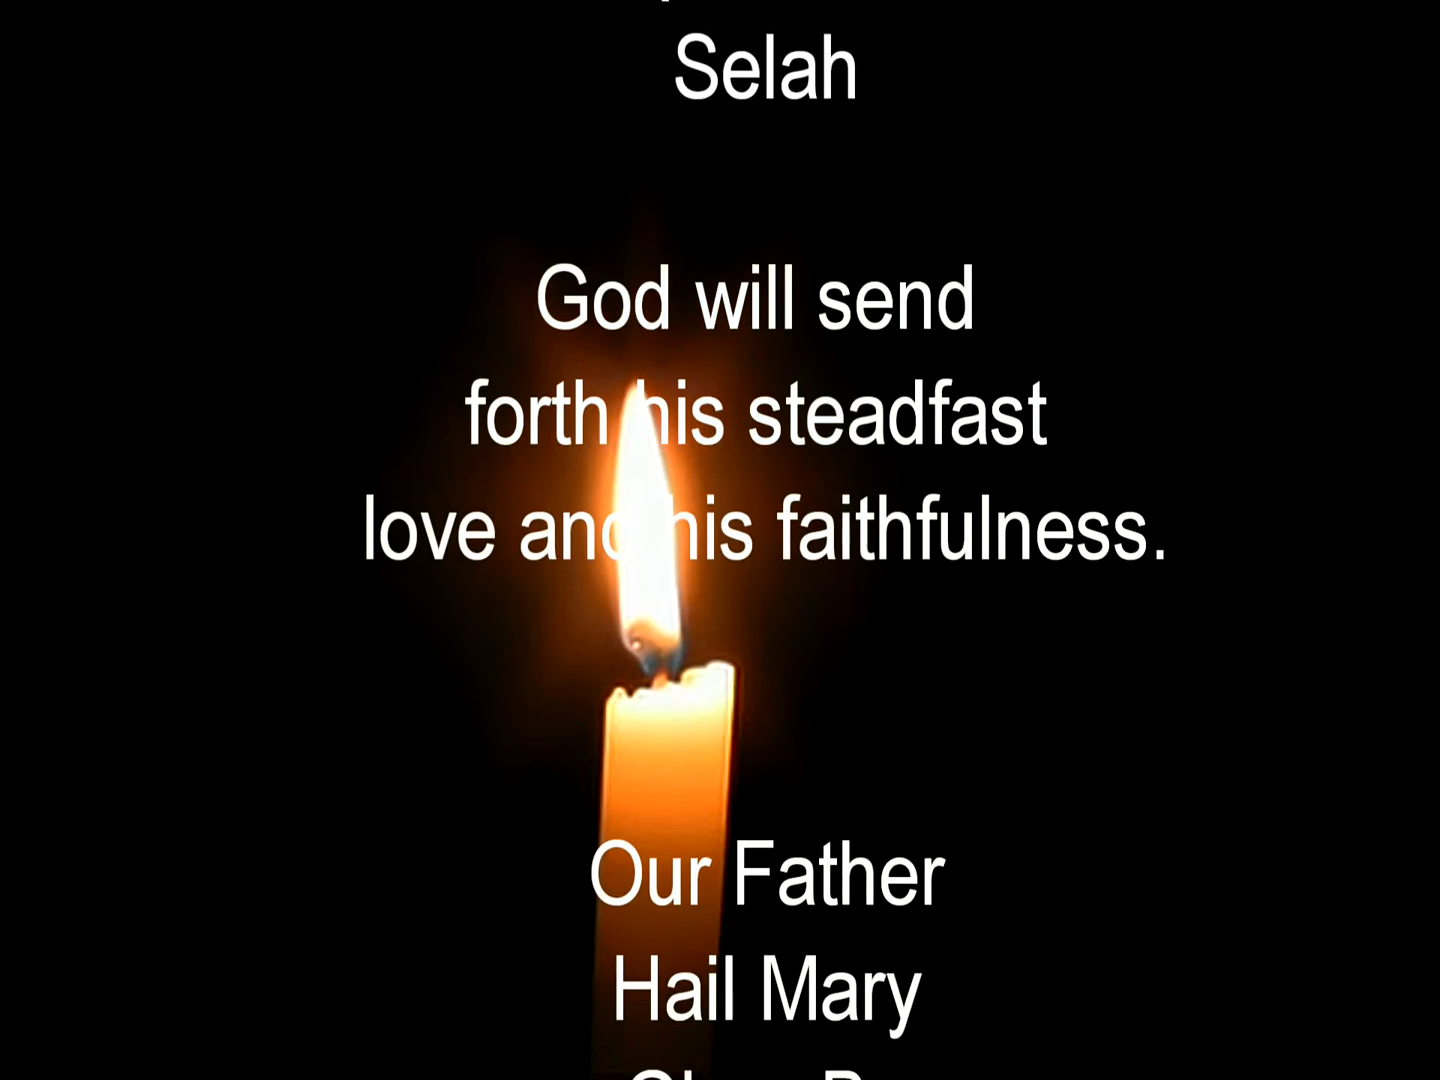 Selah
God will send
forth his steadfast
love and his faithfulness.
Our Father
Hail Mary